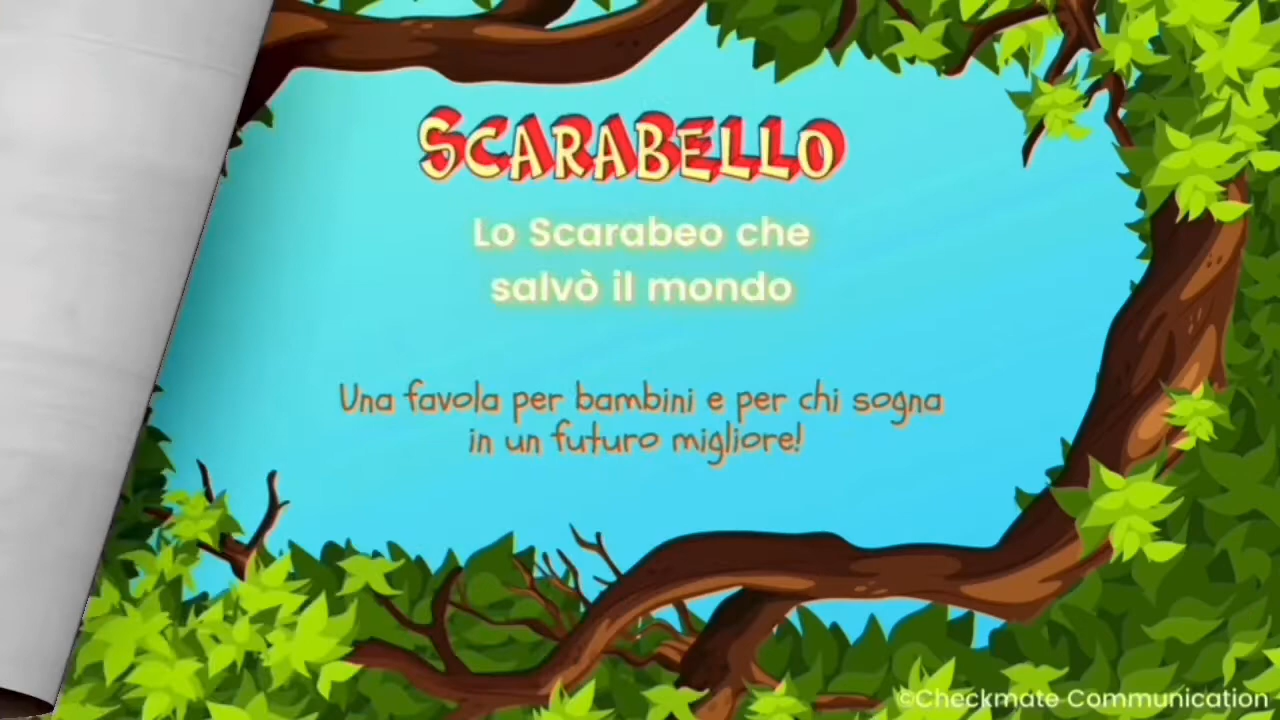 SCARABELLO
Lo Scarabeo che
salvò il mondo
Una favola per bambini e per chi sogna
in un futuro migliore!
©Checkmate Communication